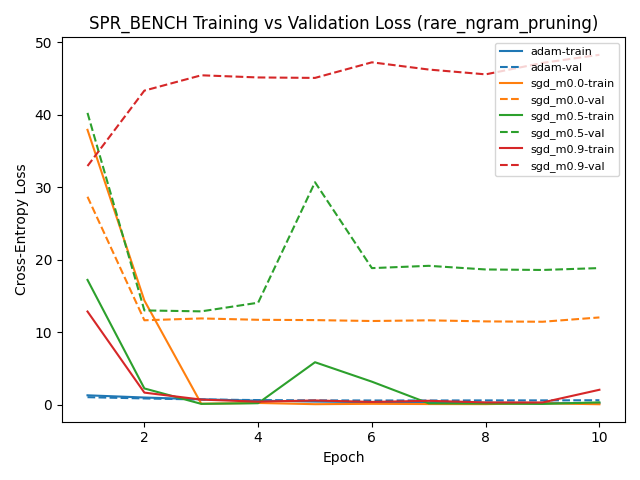 SPR_BENCH Training vs Validation Loss (rare_ngram_pruning)
50
40
30
20
10
0
Cross-Entropy Loss
2
4
6
8
10
Epoch
adam-train
adam-val
sgd_m0.0-train
sgd_m0.0-val
sgd_m0.5-train
sgd_m0.5-val
sgd_m0.9-train
sgd_m0.9-val